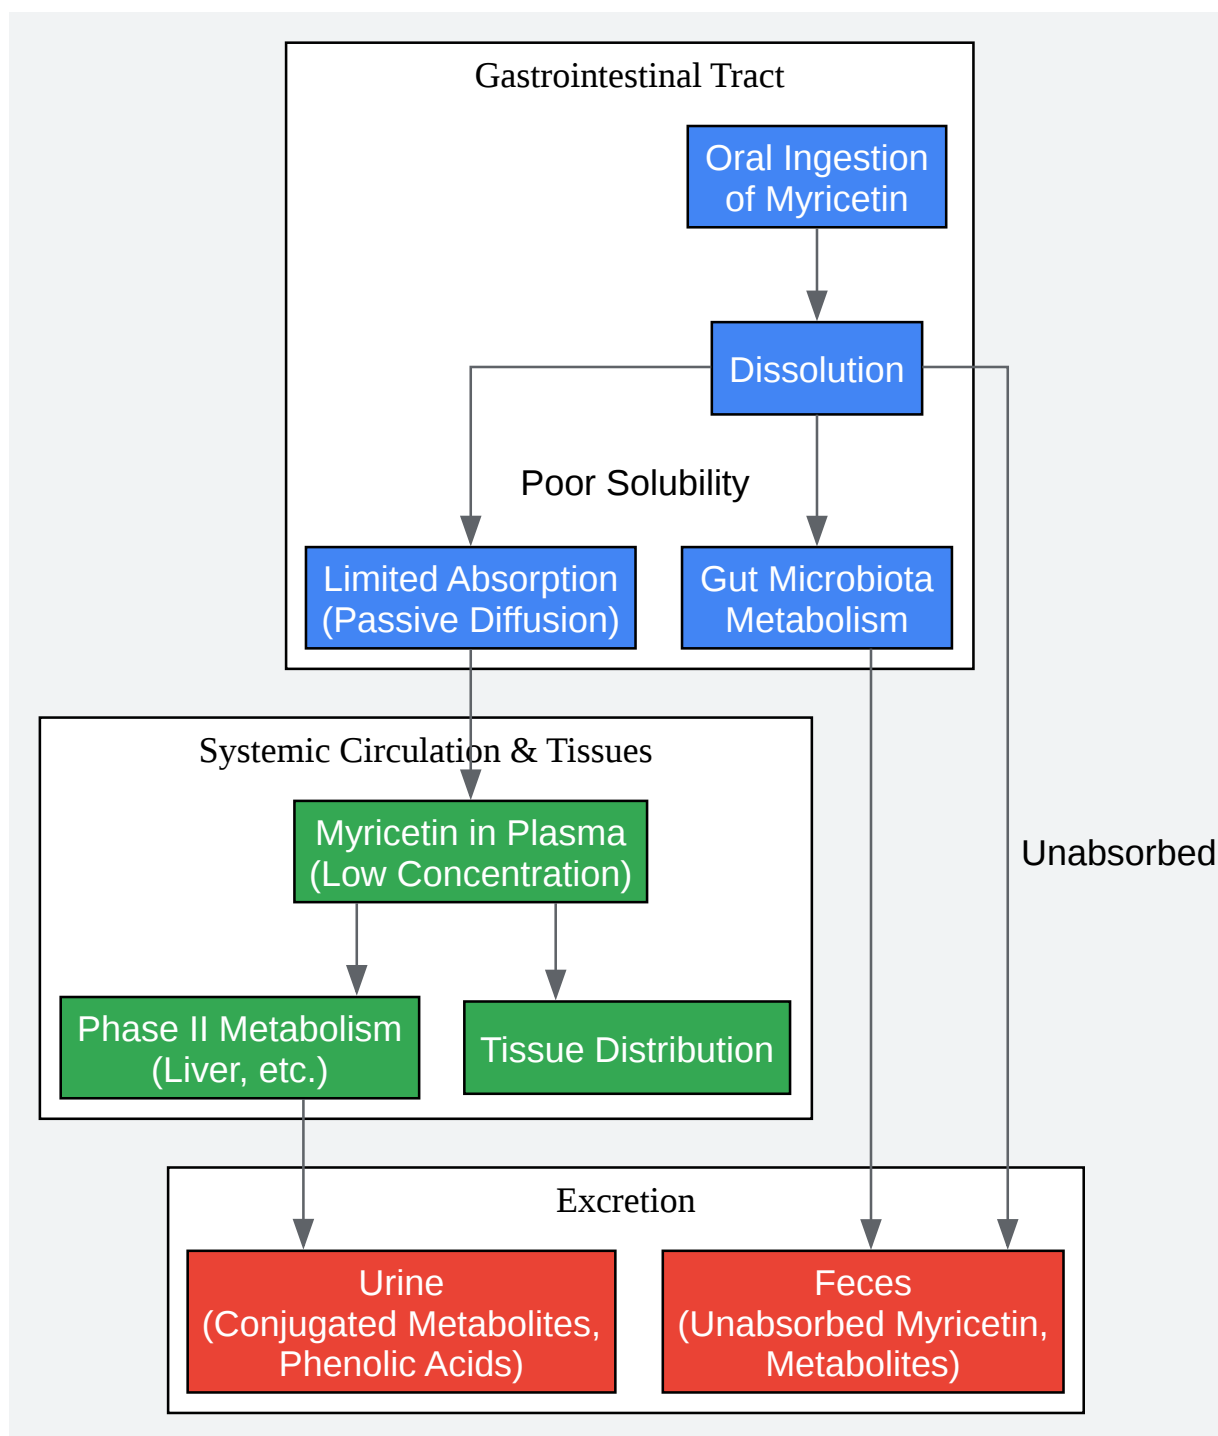 Gastrointestinal Tract
Oral Ingestion
of Myricetin
Dissolution
Poor Solubility
Limited Absorption
(Passive Diffusion)
Gut Microbiota
Metabolism
Systemic Circulation & Tissues
Myricetin in Plasma
(Low Concentration)
Unabsorbed
Phase II Metabolism
(Liver, etc.)
Tissue Distribution
Excretion
Urine
(Conjugated Metabolites,
Phenolic Acids)
Feces
(Unabsorbed Myricetin,
Metabolites)